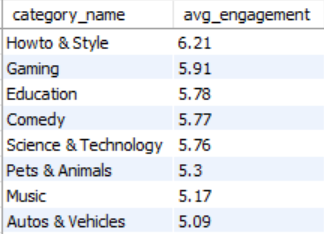 category_name avg_engagement
Howto & Style 6.21
Gaming 5.91
Education 5.78
Comedy 5.77
Science & Technology 5.76
Pets & Animals 5.3
Music 5.17
Autos & Vehicles 5.09